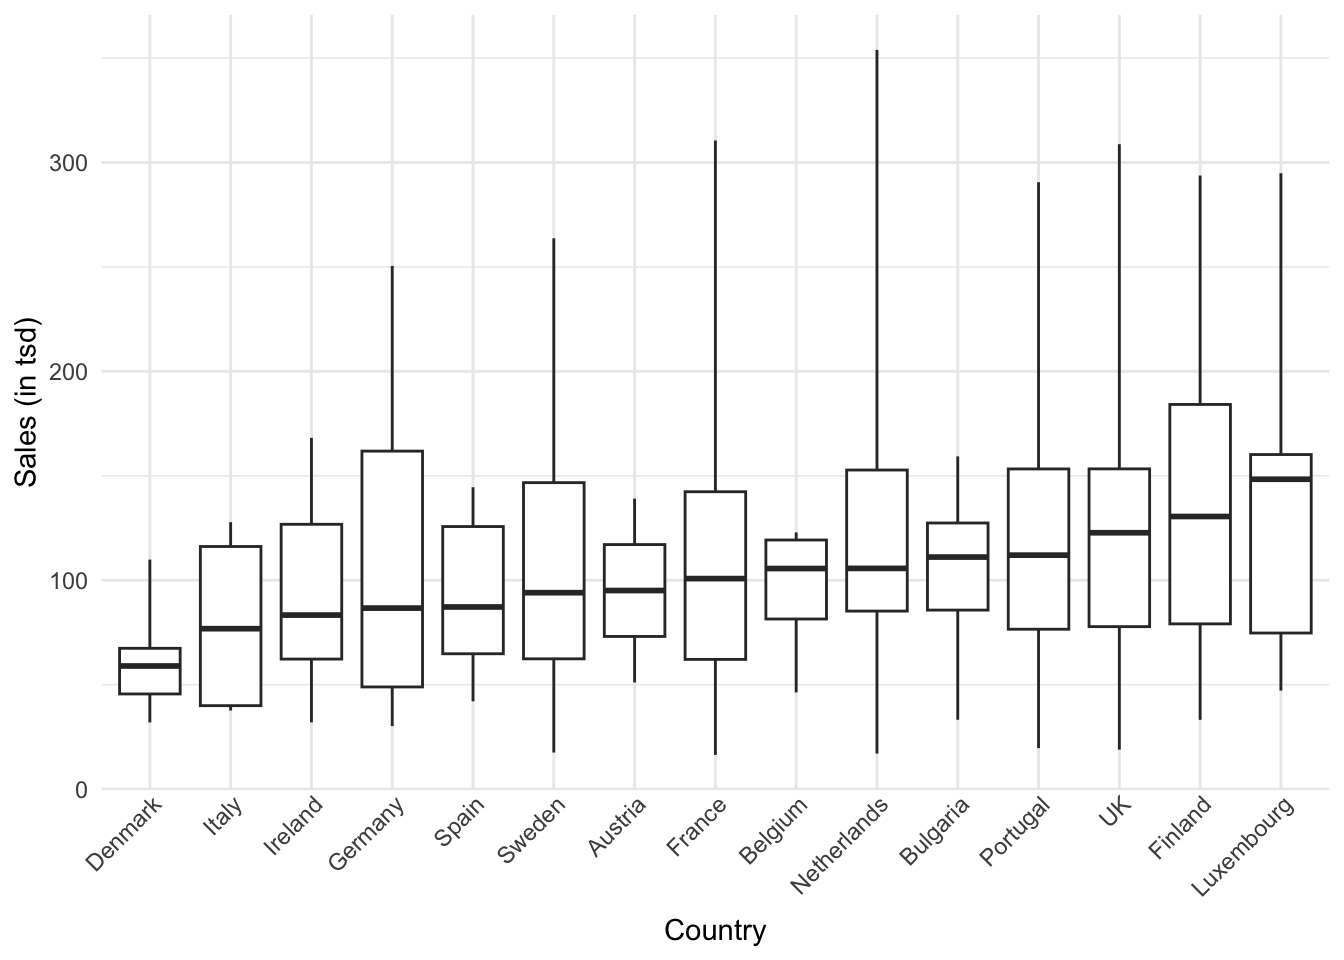 300
200
100
0
Sales (in tsd)
Denmark
Italy
Ireland
Germany
Spain
Sweden
Austria
France
Belgium
Netherlands
Bulgaria
Portugal
UK
Finland
Luxembourg
Country